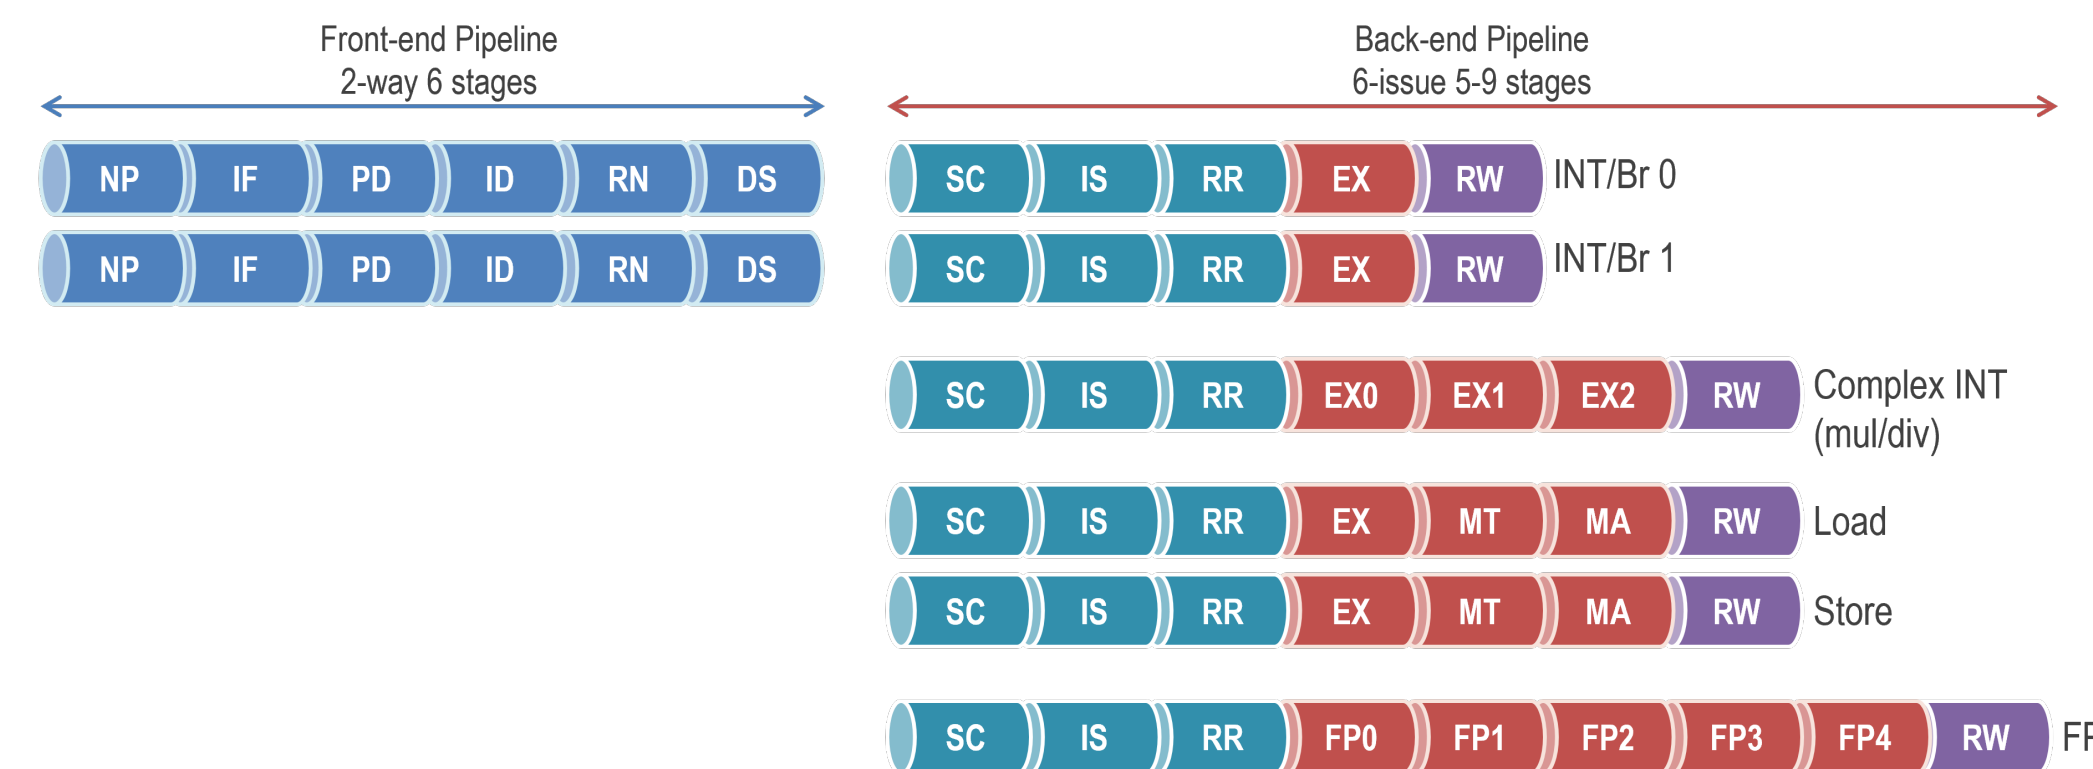 Front-end Pipeline
2-way 6 stages
Back-end Pipeline
6-issue 5-9 stages
NP IF PD ID RN DS
SC IS RR EX RW INT/Br 0
NP IF PD ID RN DS
SC IS RR EX RW INT/Br 1
SC IS RR EX0 EX1 EX2 RW Complex INT
(mul/div)
SC IS RR EX MT MA RW Load
SC IS RR EX MT MA RW Store
SC IS RR FP0 FP1 FP2 FP3 FP4 RW